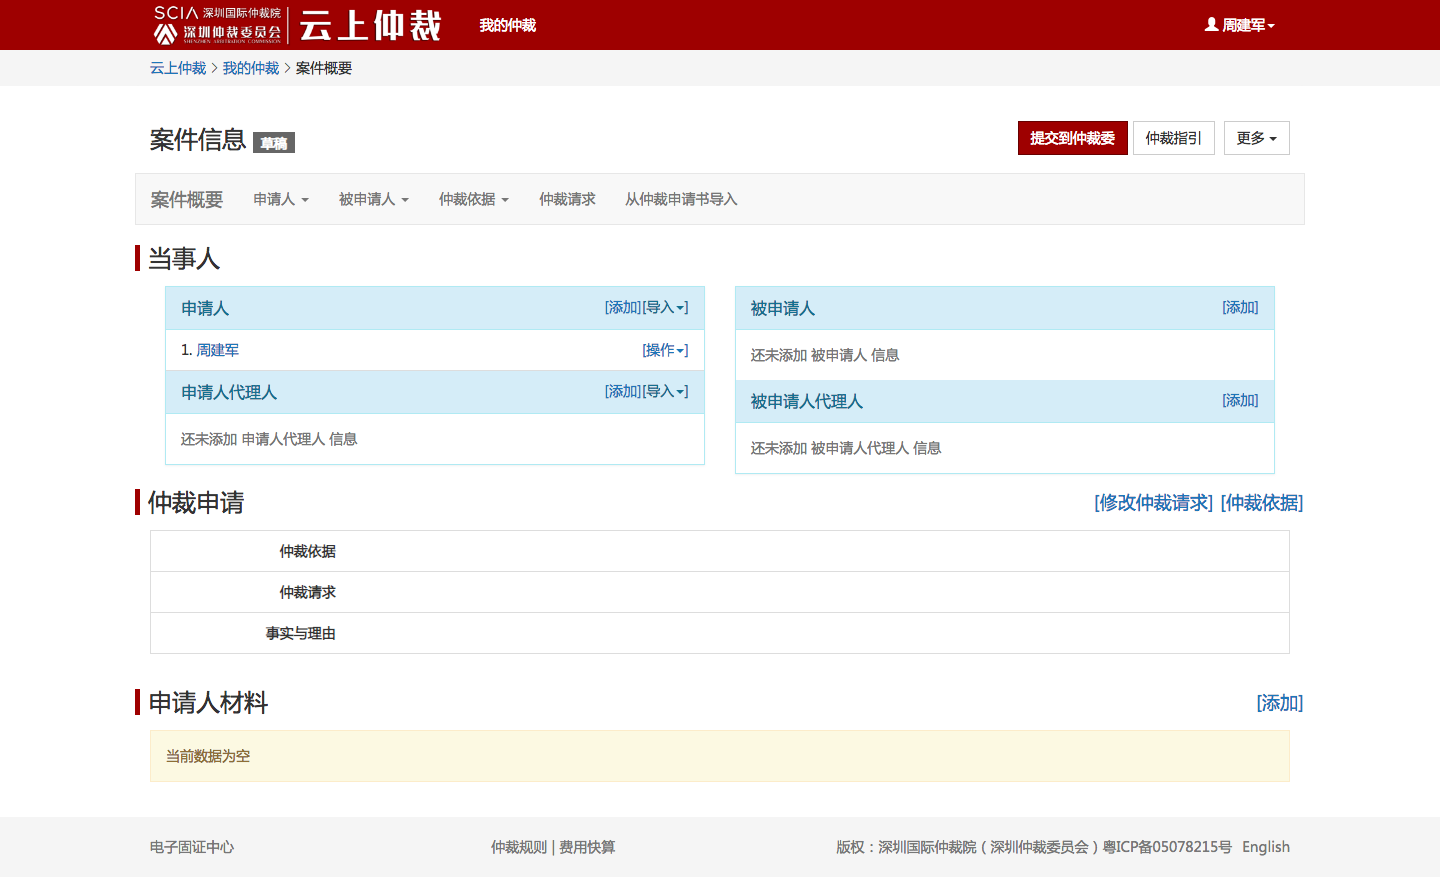 SCIA 深圳国际仲裁院
深圳仲裁委员会
SHENZHEN ARBITRATION COMMISSION
云上仲裁
我的仲裁
周建军
云上仲裁 > 我的仲裁 > 案件概要
案件信息 草稿
提交到仲裁委
仲裁指引
更多
案件概要 申请人 被申请人 仲裁依据 仲裁请求 从仲裁申请书导入
当事人
申请人 [添加][导入]
1. 周建军 [操作]
申请人代理人 [添加][导入]
还未添加 申请人代理人 信息
被申请人 [添加]
还未添加 被申请人 信息
被申请人代理人 [添加]
还未添加 被申请人代理人 信息
仲裁申请 [修改仲裁请求] [仲裁依据]
仲裁依据
仲裁请求
事实与理由
申请人材料 [添加]
当前数据为空
电子固证中心 仲裁规则 | 费用快算 版权：深圳国际仲裁院（深圳仲裁委员会）粤ICP备05078215号 English